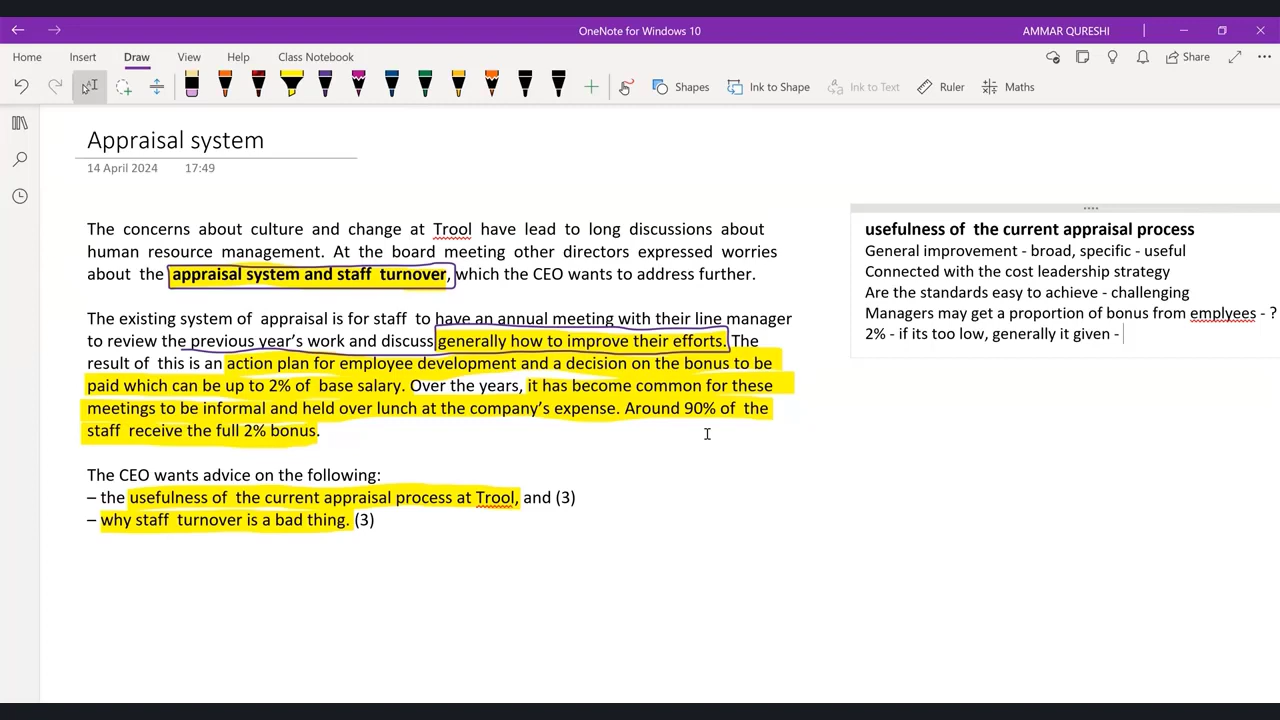 OneNote for Windows 10
AMMAR QURESHI
Home Insert Draw View Help Class Notebook
Share
Shapes Ink to Shape Ink to Text Ruler Maths
Appraisal system
14 April 2024 17:49
The concerns about culture and change at Trool have lead to long discussions about
human resource management. At the board meeting other directors expressed worries
about the appraisal system and staff turnover, which the CEO wants to address further.
The existing system of appraisal is for staff to have an annual meeting with their line manager
to review the previous year's work and discuss generally how to improve their efforts. The
result of this is an action plan for employee development and a decision on the bonus to be
paid which can be up to 2% of base salary. Over the years, it has become common for these
meetings to be informal and held over lunch at the company's expense. Around 90% of the
staff receive the full 2% bonus.
The CEO wants advice on the following:
– the usefulness of the current appraisal process at Trool, and (3)
– why staff turnover is a bad thing. (3)
usefulness of the current appraisal process
General improvement - broad, specific - useful
Connected with the cost leadership strategy
Are the standards easy to achieve - challenging
Managers may get a proportion of bonus from emplyees - ?
2% - if its too low, generally it given -